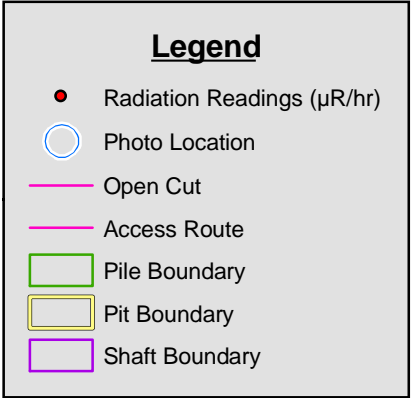 Legend
Radiation Readings (µR/hr)
Photo Location
Open Cut
Access Route
Pile Boundary
Pit Boundary
Shaft Boundary